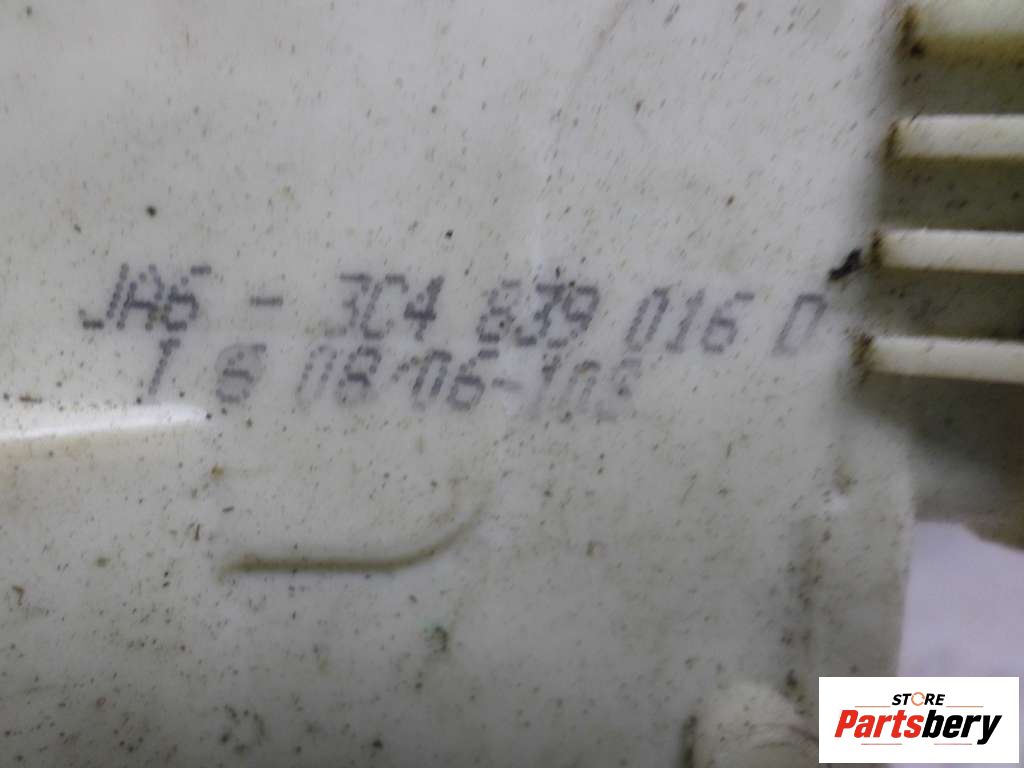 JA6 - 3C4 839 016 D
1 6 08/06-
STORE
Partsbery